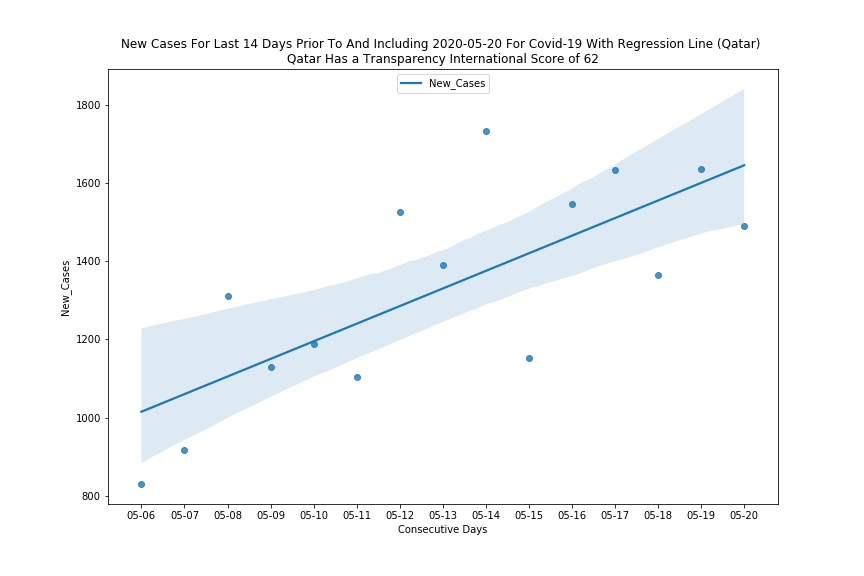 New Cases For Last 14 Days Prior To And Including 2020-05-20 For Covid-19 With Regression Line (Qatar)
Qatar Has a Transparency International Score of 62
New_Cases
New_Cases
1800
1600
1400
1200
1000
800
05-06 05-07 05-08 05-09 05-10 05-11 05-12 05-13 05-14 05-15 05-16 05-17 05-18 05-19 05-20
Consecutive Days